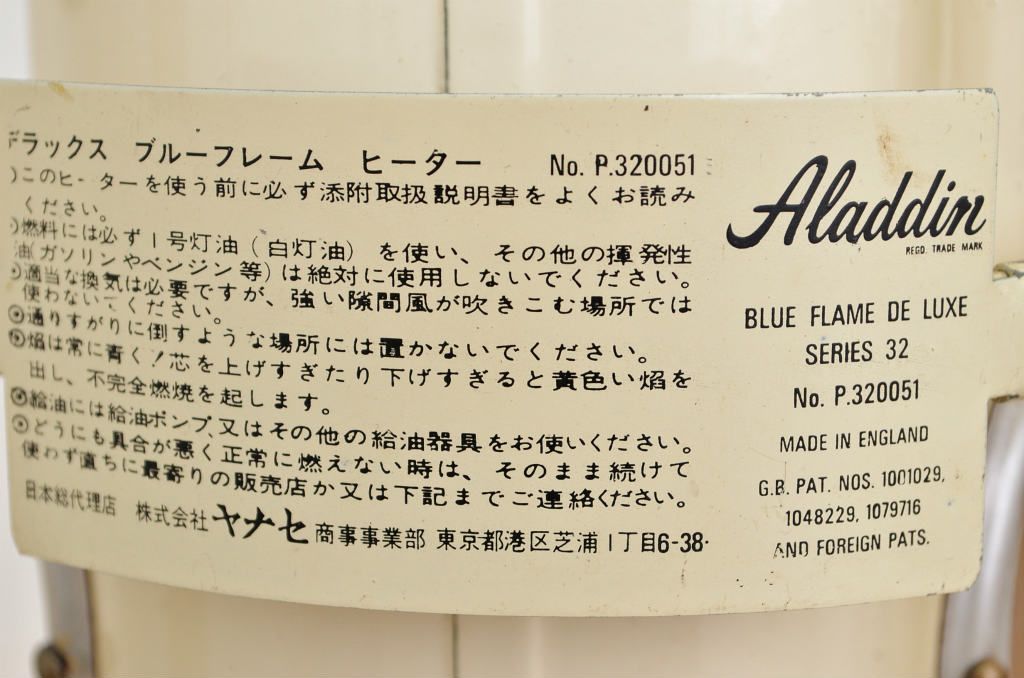 デラックス ブルーフレーム ヒーター No. P.320051
このヒーターを使う前に必ず添附取扱説明書をよくお読み
ください。
燃料には必ず1号灯油(白灯油)を使い、その他の揮発性
油(ガソリンやベンジン等)は絶対に使用しないでください。
適当な換気は必要ですが、強い隙間風が吹きこむ場所では
使わないでください。
◉通りすがりに倒すような場所には置かないでください。
◉焔は常に青く!芯を上げすぎたり下げすぎると黄色い焔を
出し、不完全燃焼を起します。
◉給油には給油ポンプ、又はその他の給油器具をお使いください。
◉どうにも具合が悪く正常に燃えない時は、そのまま続けて
使わず直ちに最寄りの販売店か又は下記までご連絡ください。
日本総代理店 株式会社ヤナセ商事事業部 東京都港区芝浦1丁目6-38
Aladdin
REGD. TRADE MARK
BLUE FLAME DE LUXE
SERIES 32
No. P.320051
MADE IN ENGLAND
G.B. PAT. NOS. 1001029,
1048229, 1079716
AND FOREIGN PATS.